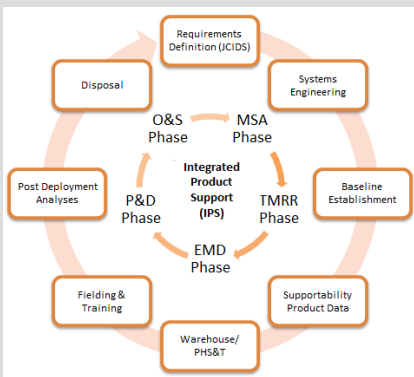 Requirements
Definition (JCIDS)
Systems
Engineering
Baseline
Establishment
Supportability
Product Data
Warehouse/
PHS&T
Fielding &
Training
Post Deployment
Analyses
Disposal
O&S
Phase
MSA
Phase
TMRR
Phase
EMD
Phase
P&D
Phase
Integrated
Product
Support
(IPS)